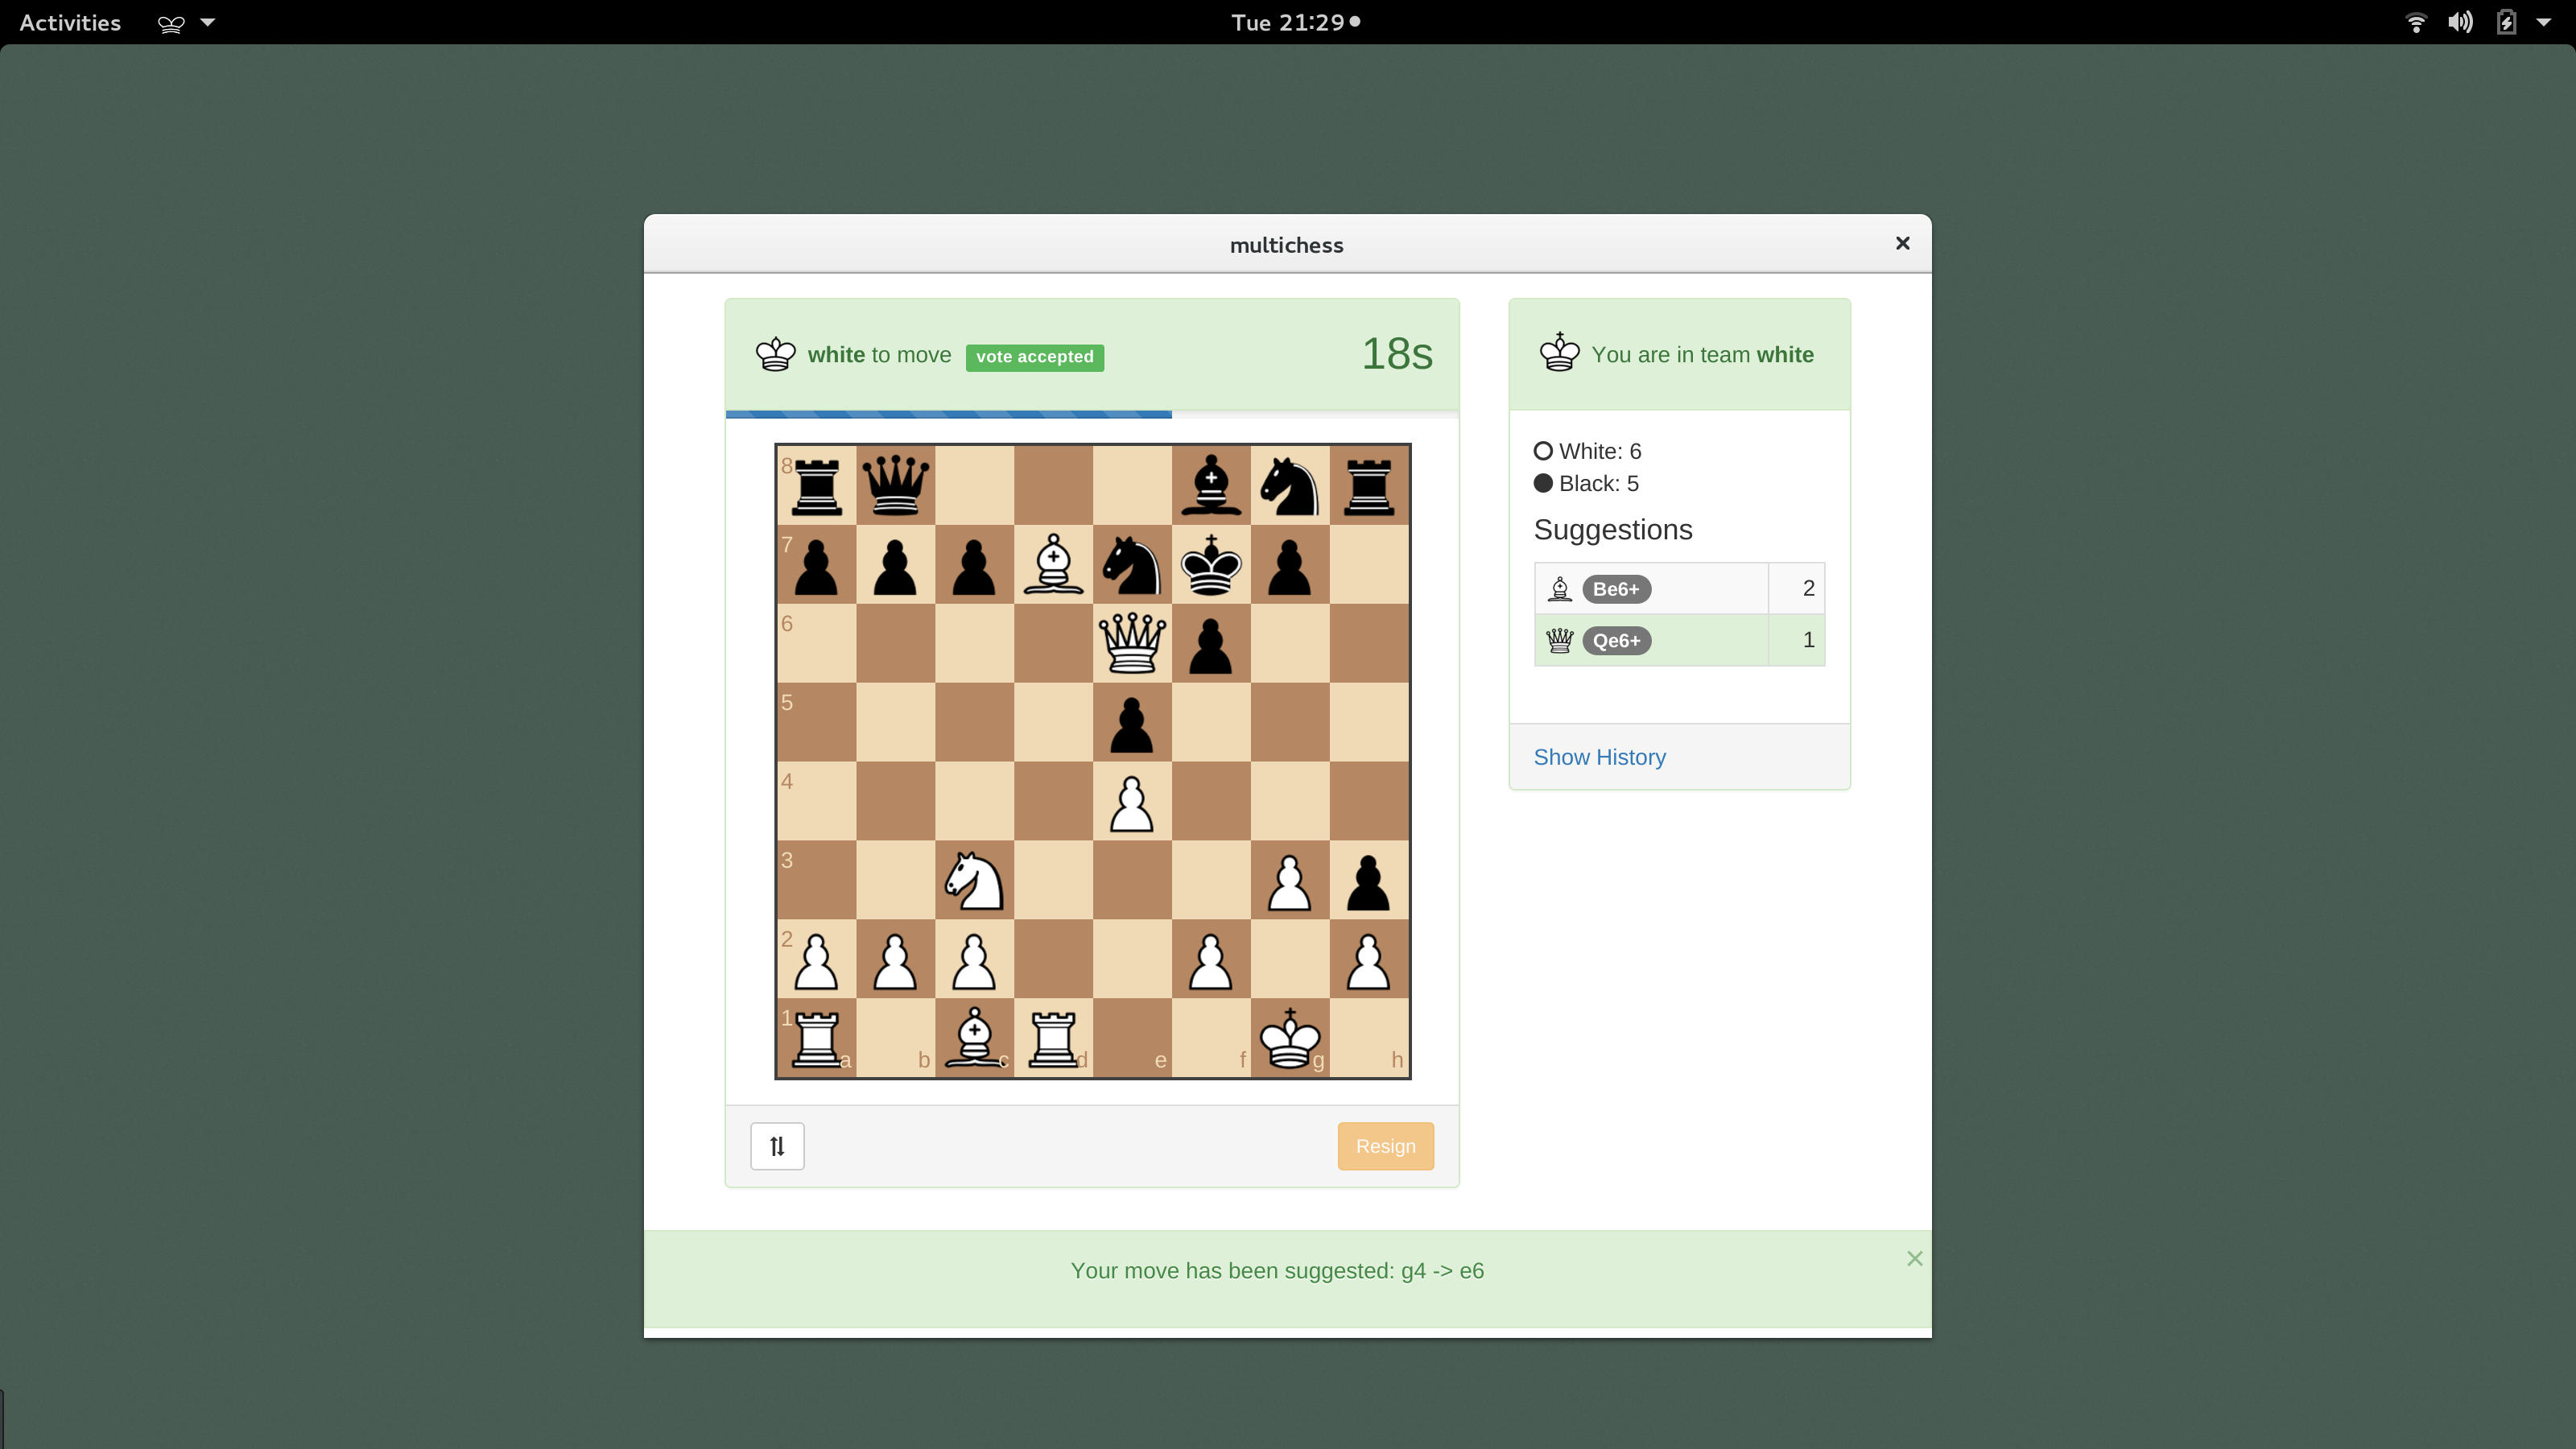 Activities
Tue 21:29
multichess
white to move vote accepted 18s
You are in team white
White: 6
Black: 5
Suggestions
Be6+ 2
Qe6+ 1
Show History
8
7
6
5
4
3
2
1
a b c d e f g h
Resign
Your move has been suggested: g4 -> e6